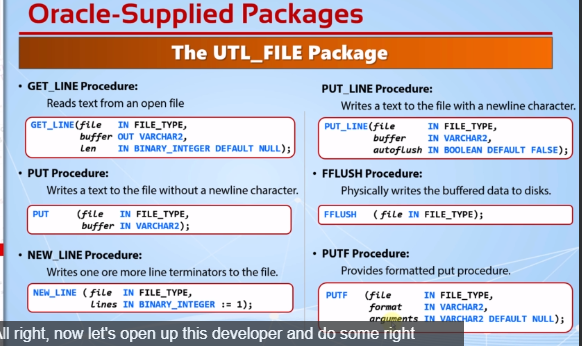 Oracle-Supplied Packages
The UTL_FILE Package
• GET_LINE Procedure:
Reads text from an open file
GET_LINE(file IN FILE_TYPE,
buffer OUT VARCHAR2,
len IN BINARY_INTEGER DEFAULT NULL);
• PUT Procedure:
Writes a text to the file without a newline character.
PUT (file IN FILE_TYPE,
buffer IN VARCHAR2);
• NEW_LINE Procedure:
Writes one ore more line terminators to the file.
NEW_LINE (file IN FILE_TYPE,
lines IN BINARY_INTEGER := 1);
PUT_LINE Procedure:
Writes a text to the file with a newline character.
PUT_LINE(file IN FILE_TYPE,
buffer IN VARCHAR2,
autoflush IN BOOLEAN DEFAULT FALSE);
• FFLUSH Procedure:
Physically writes the buffered data to disks.
FFLUSH (file IN FILE_TYPE);
• PUTF Procedure:
Provides formatted put procedure.
PUTF (file IN FILE_TYPE,
format IN VARCHAR2,
arguments IN VARCHAR2 DEFAULT NULL);
All right, now let's open up this developer and do some right